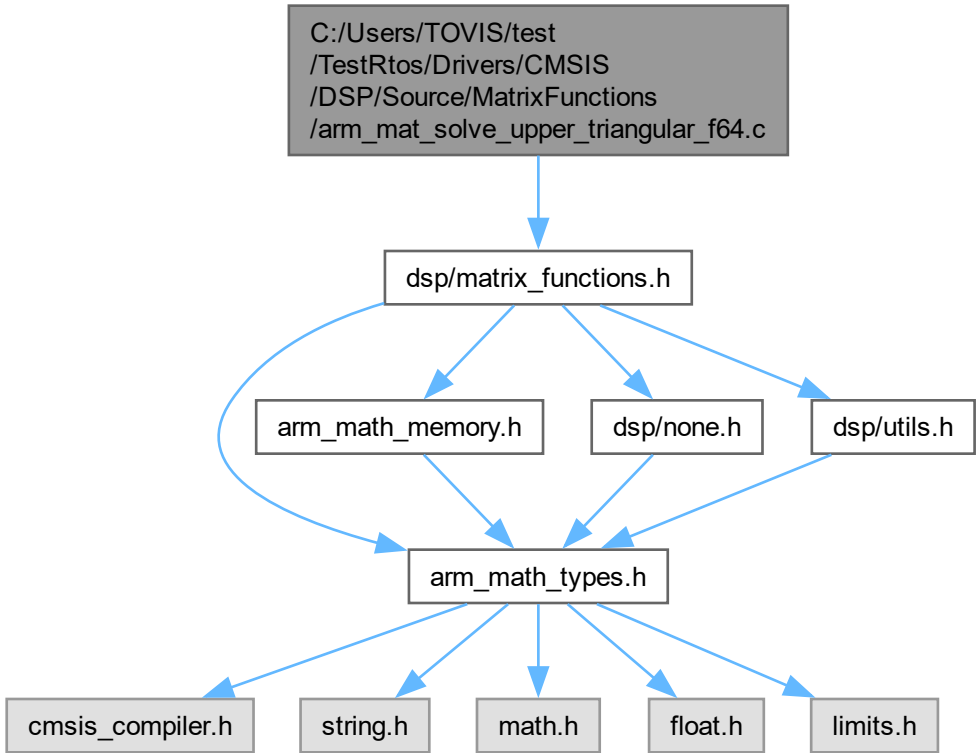 C:/Users/TOVIS/test
/TestRtos/Drivers/CMSIS
/DSP/Source/MatrixFunctions
/arm_mat_solve_upper_triangular_f64.c
dsp/matrix_functions.h
arm_math_memory.h
dsp/none.h
dsp/utils.h
arm_math_types.h
cmsis_compiler.h
string.h
math.h
float.h
limits.h